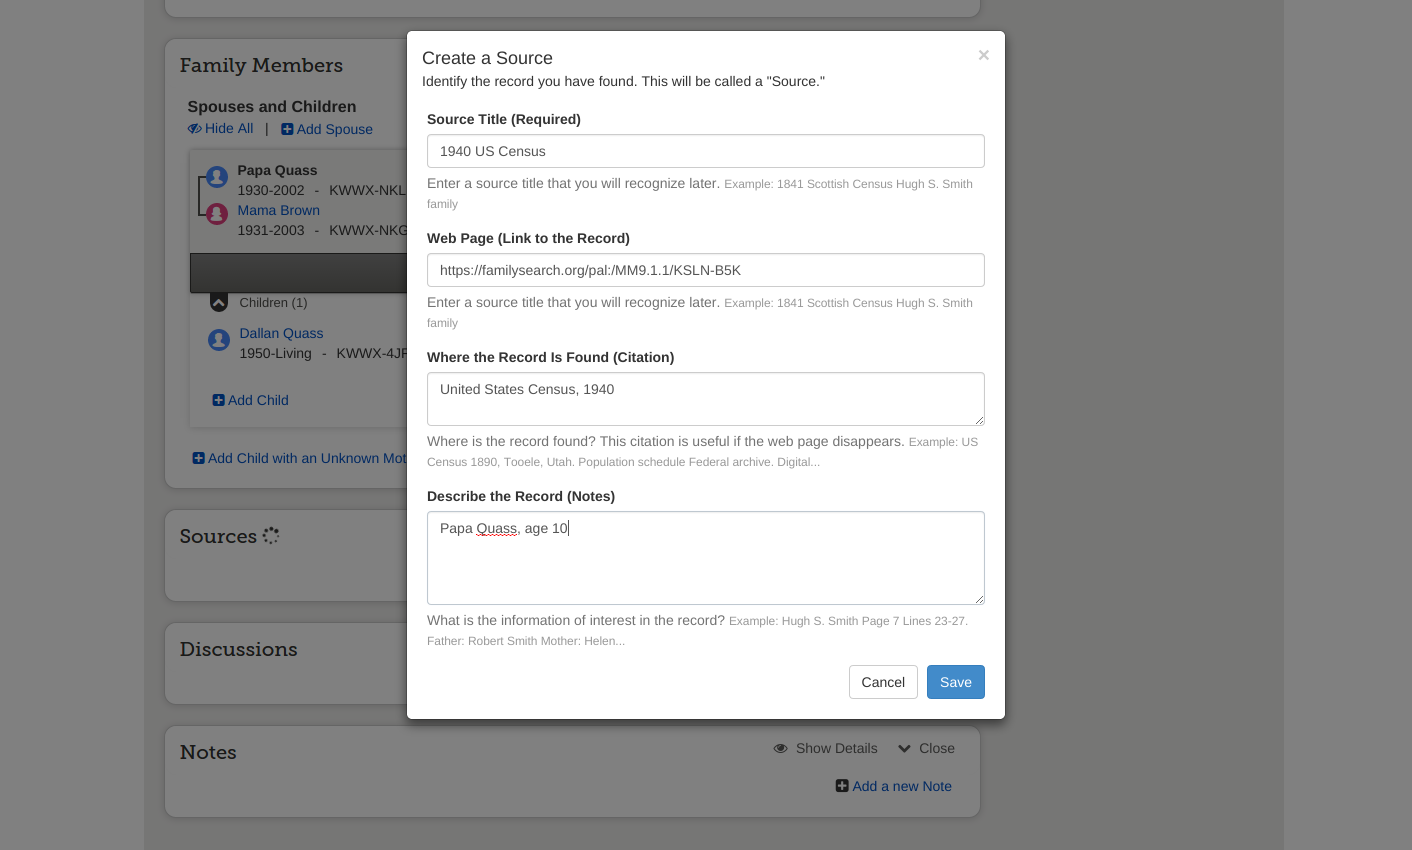 Family Members
Spouses and Children
Hide All | Add Spouse
Papa Quass
1930-2002 - KWWX-NKL
Mama Brown
1931-2003 - KWWX-NKG
Children (1)
Dallan Quass
1950-Living - KWWX-4JF
Add Child
Add Child with an Unknown Mot
Sources
Discussions
Notes
Show Details
Close
Add a new Note
Create a Source
×
Identify the record you have found. This will be called a "Source."
Source Title (Required)
1940 US Census
Enter a source title that you will recognize later. Example: 1841 Scottish Census Hugh S. Smith
family
Web Page (Link to the Record)
https://familysearch.org/pal:/MM9.1.1/KSLN-B5K
Enter a source title that you will recognize later. Example: 1841 Scottish Census Hugh S. Smith
family
Where the Record Is Found (Citation)
United States Census, 1940
Where is the record found? This citation is useful if the web page disappears. Example: US
Census 1890, Tooele, Utah. Population schedule Federal archive. Digital...
Describe the Record (Notes)
Papa Quass, age 10
What is the information of interest in the record? Example: Hugh S. Smith Page 7 Lines 23-27.
Father: Robert Smith Mother: Helen...
Cancel
Save